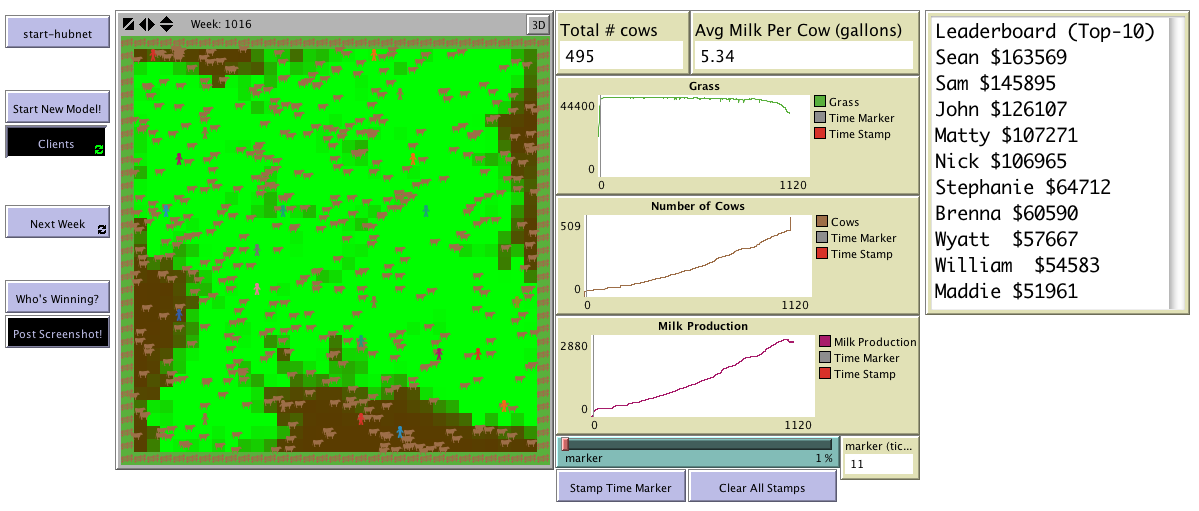 start-hubnet
Start New Model!
Clients
Next Week
Who's Winning?
Post Screenshot!
Week: 1016
3D
Total # cows
495
Avg Milk Per Cow (gallons)
5.34
Grass
44400
0
0
1120
Grass
Time Marker
Time Stamp
Number of Cows
509
0
0
1120
Cows
Time Marker
Time Stamp
Milk Production
2880
0
0
1120
Milk Production
Time Marker
Time Stamp
marker
1 %
marker (tic...
11
Stamp Time Marker
Clear All Stamps
Leaderboard (Top-10)
Sean $163569
Sam $145895
John $126107
Matty $107271
Nick $106965
Stephanie $64712
Brenna $60590
Wyatt  $57667
William  $54583
Maddie $51961